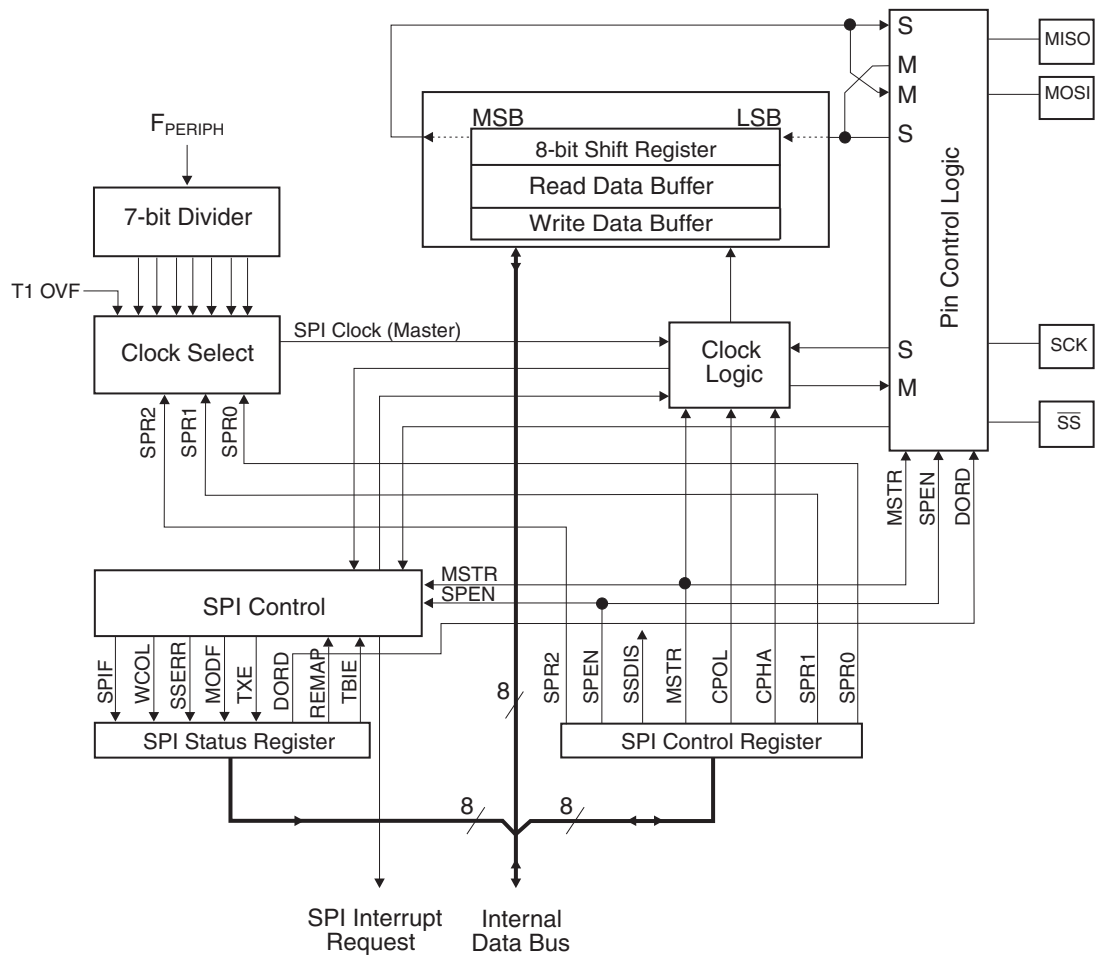 S
MISO
M
M
MOSI
S
MSB
LSB
8-bit Shift Register
Read Data Buffer
Write Data Buffer
Pin Control Logic
FPERIPH
7-bit Divider
T1 OVF
Clock Select
SPI Clock (Master)
Clock
Logic
S
M
SCK
SS
SPR2
SPR1
SPR0
MSTR
SPEN
DORD
MSTR
SPEN
SPI Control
SPIF
WCOL
SSERR
MODF
TXE
DORD
REMAP
TBIE
8
SPR2
SPEN
SSDIS
MSTR
CPOL
CPHA
SPR1
SPR0
SPI Status Register
SPI Control Register
8
8
SPI Interrupt
Request
Internal
Data Bus